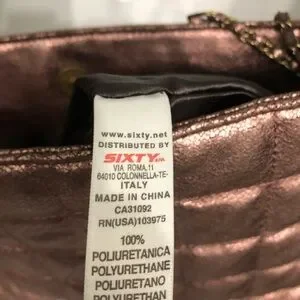 www.sixty.net
DISTRIBUTED BY
SIXTY SPA
VIA ROMA,11
64010 COLONNELLA-TE-
ITALY
MADE IN CHINA
CA31092
RN(USA)103975
100%
POLIURETANICA
POLYURETHANE
POLIURETANO